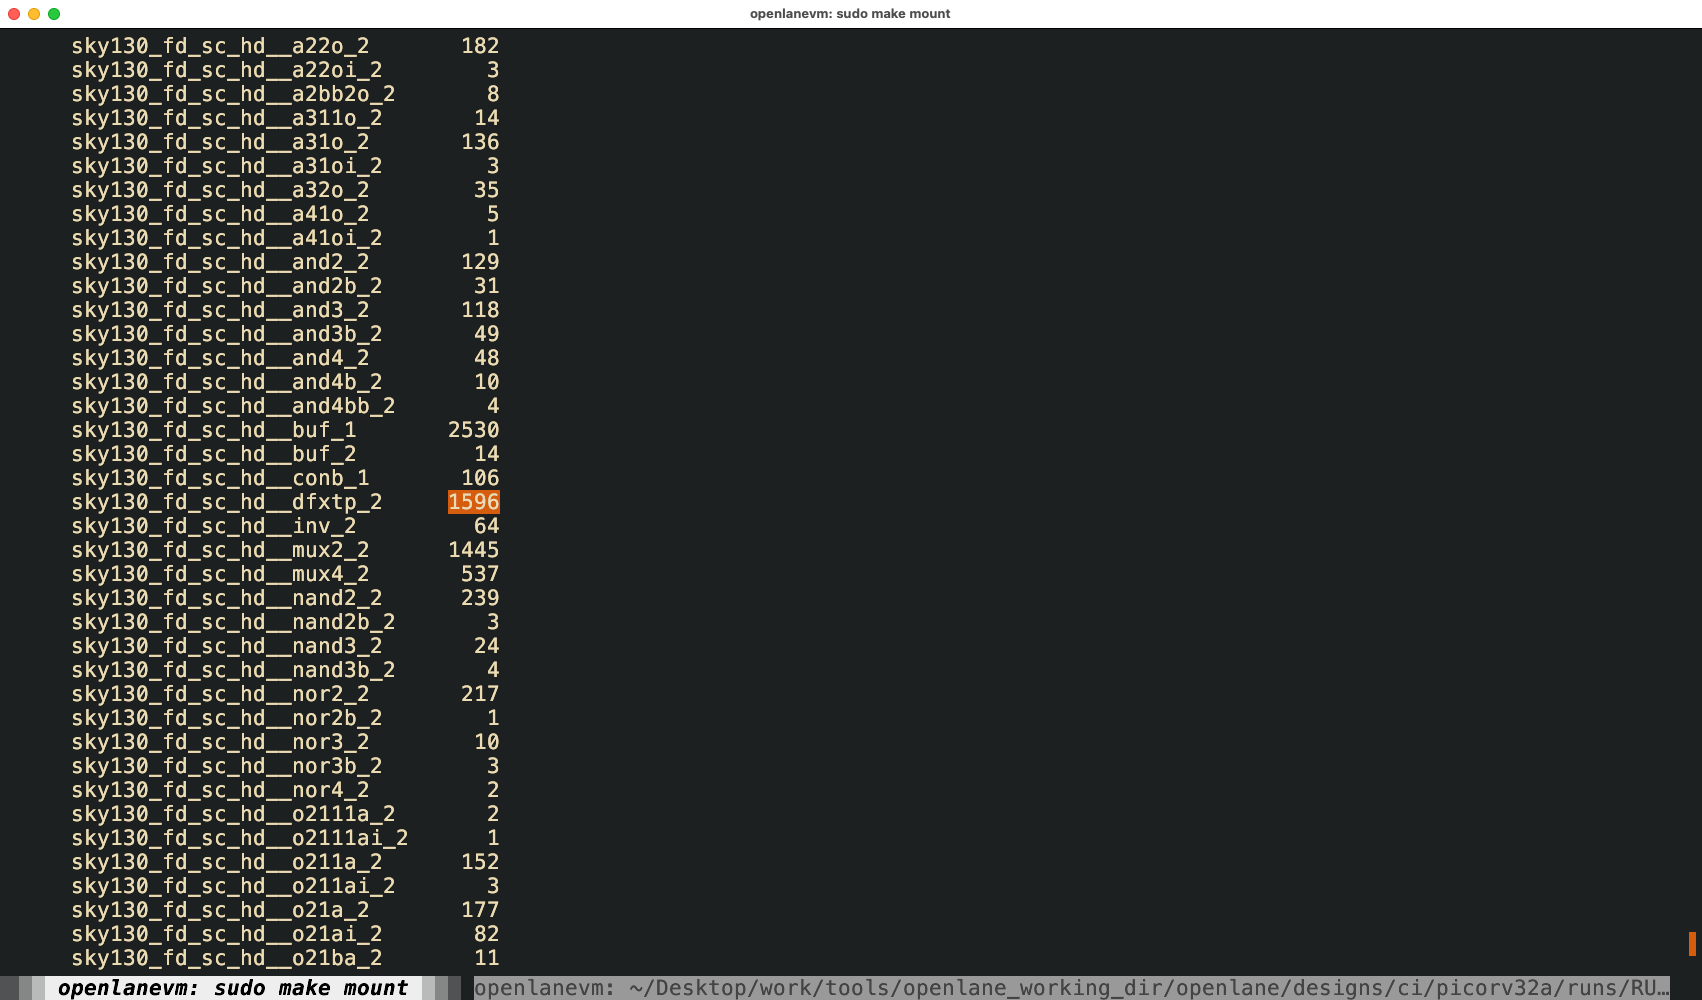 openlanevm: sudo make mount
sky130_fd_sc_hd__a22o_2 182
sky130_fd_sc_hd__a22oi_2 3
sky130_fd_sc_hd__a2bb2o_2 8
sky130_fd_sc_hd__a311o_2 14
sky130_fd_sc_hd__a31o_2 136
sky130_fd_sc_hd__a31oi_2 3
sky130_fd_sc_hd__a32o_2 35
sky130_fd_sc_hd__a41o_2 5
sky130_fd_sc_hd__a41oi_2 1
sky130_fd_sc_hd__and2_2 129
sky130_fd_sc_hd__and2b_2 31
sky130_fd_sc_hd__and3_2 118
sky130_fd_sc_hd__and3b_2 49
sky130_fd_sc_hd__and4_2 48
sky130_fd_sc_hd__and4b_2 10
sky130_fd_sc_hd__and4bb_2 4
sky130_fd_sc_hd__buf_1 2530
sky130_fd_sc_hd__buf_2 14
sky130_fd_sc_hd__conb_1 106
sky130_fd_sc_hd__dfxtp_2 1596
sky130_fd_sc_hd__inv_2 64
sky130_fd_sc_hd__mux2_2 1445
sky130_fd_sc_hd__mux4_2 537
sky130_fd_sc_hd__nand2_2 239
sky130_fd_sc_hd__nand2b_2 3
sky130_fd_sc_hd__nand3_2 24
sky130_fd_sc_hd__nand3b_2 4
sky130_fd_sc_hd__nor2_2 217
sky130_fd_sc_hd__nor2b_2 1
sky130_fd_sc_hd__nor3_2 10
sky130_fd_sc_hd__nor3b_2 3
sky130_fd_sc_hd__nor4_2 2
sky130_fd_sc_hd__o2111a_2 2
sky130_fd_sc_hd__o2111ai_2 1
sky130_fd_sc_hd__o211a_2 152
sky130_fd_sc_hd__o211ai_2 3
sky130_fd_sc_hd__o21a_2 177
sky130_fd_sc_hd__o21ai_2 82
sky130_fd_sc_hd__o21ba_2 11
openlanevm: sudo make mount openlanevm: ~/Desktop/work/tools/openlane_working_dir/openlane/designs/ci/picorv32a/runs/RU…